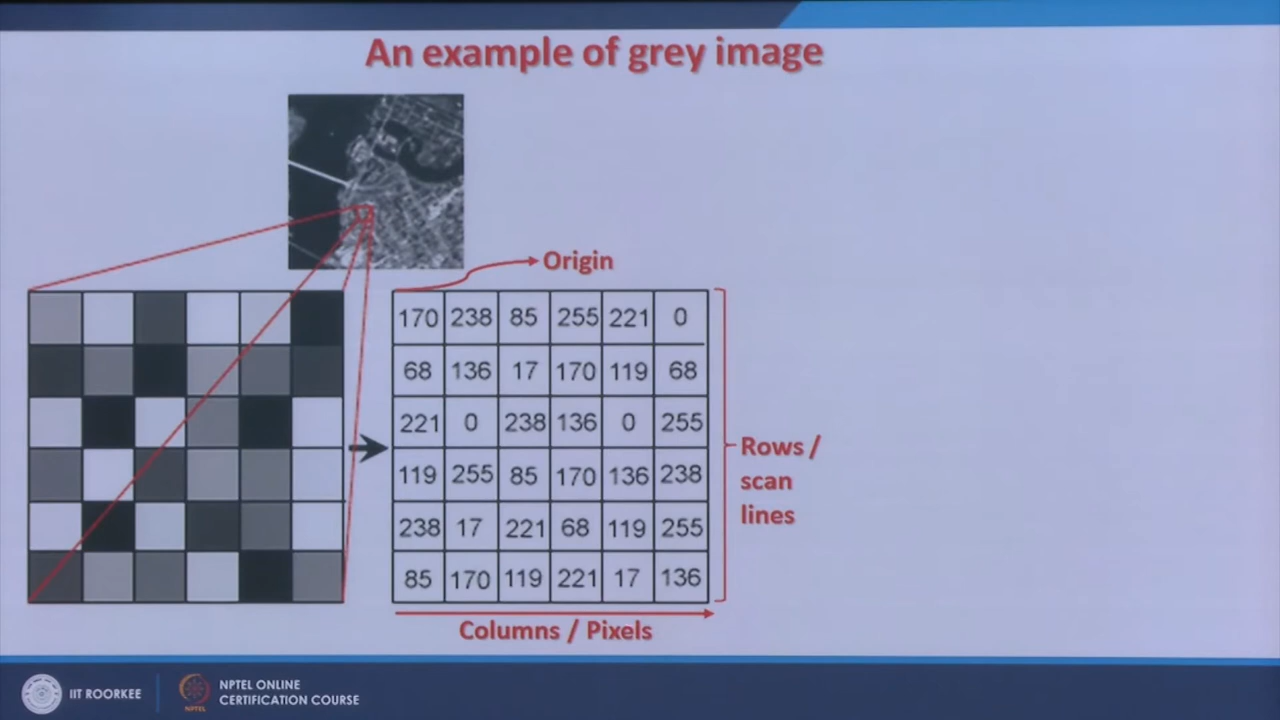 An example of grey image
Origin
170 238 85 255 221 0
68 136 17 170 119 68
221 0 238 136 0 255
119 255 85 170 136 238
238 17 221 68 119 255
85 170 119 221 17 136
Rows /
scan
lines
Columns / Pixels
IIT ROORKEE
NPTEL
NPTEL ONLINE
CERTIFICATION COURSE